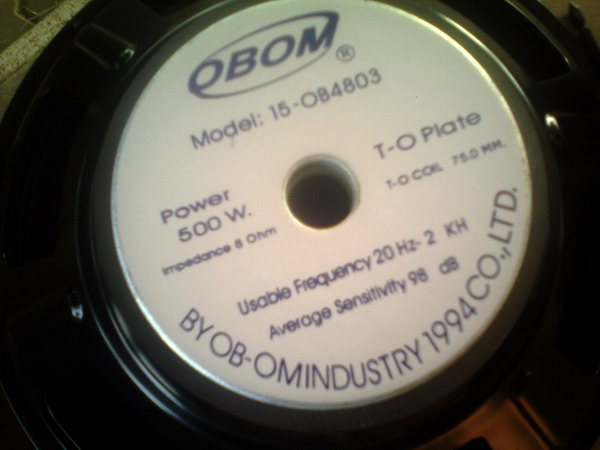 OBOM ®
Model: 15-OB4803
T-O Plate
T-O COIL 75.0 MM.
Power
500 W.
Impedance 8 Ohm
Usable Frequency 20 Hz- 2 KH
Average Sensitivity 98 dB
BY OB-OMINDUSTRY 1994 CO.,LTD.